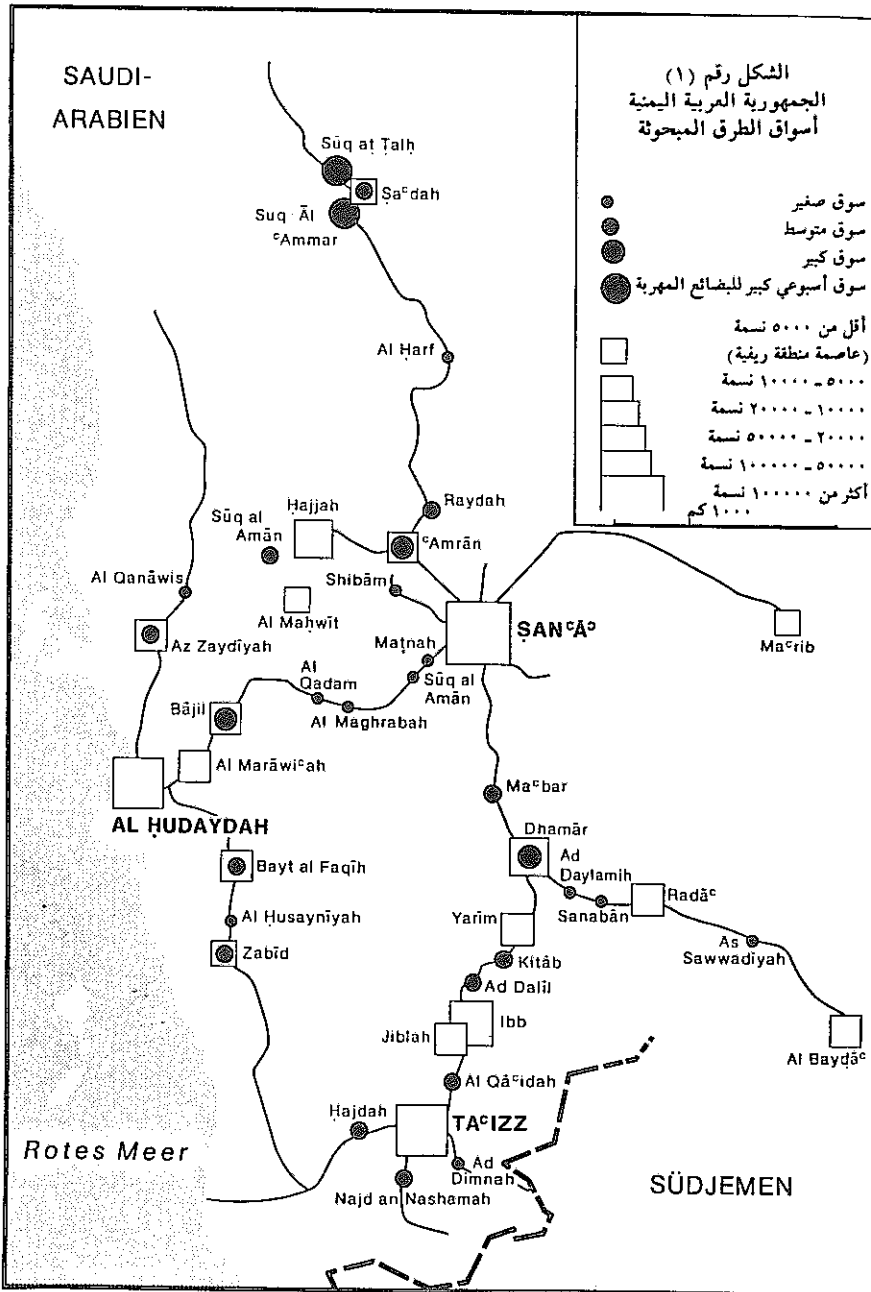 SAUDI-
ARABIEN
الشكل رقم (١)
الجمهورية العربية اليمنية
أسواق الطرق المبحوثة
سوق صغير
سوق متوسط
سوق كبير
سوق أسبوعي كبير للبضائع المهربة
أقل من ٥٠٠٠ نسمة
(عاصمة منطقة ريفية)
٥٠٠٠ ـ ١٠٠٠٠ نسمة
١٠٠٠٠ ـ ٢٠٠٠٠ نسمة
٢٠٠٠٠ ـ ٥٠٠٠٠ نسمة
٥٠٠٠٠ ـ ١٠٠٠٠٠ نسمة
أكثر من ١٠٠٠٠٠ نسمة
١٠٠٠ كم
Sūq aṭ Ṭalḥ
Ṣaᶜdah
Suq Āl
ᶜAmmar
Al Ḥarf
Raydah
Ḥajjah
ᶜAmrān
Sūq al
Amān
Shibām
Al Qanāwis
Al Maḥwīt
ṢANᶜĀᵓ
Maᶜrib
Az Zaydīyah
Matnah
Sūq al
Amān
Al
Qadam
Al Maghrabah
Bājil
Al Marāwiᶜah
AL ḤUDAYDAH
Maᶜbar
Dhamār
Ad
Daylamih
Sanabān
Radāᶜ
Bayt al Faqīh
Al Ḥusaynīyah
Zabīd
Yarīm
As
Sawwadīyah
Kitāb
Ad Dalīl
Ibb
Jiblah
Al Bayḍāᶜ
Al Qāᶜidah
Ḥajdah
TAᶜIZZ
Ad
Dimnah
Najd an Nashamah
Rotes Meer
SÜDJEMEN